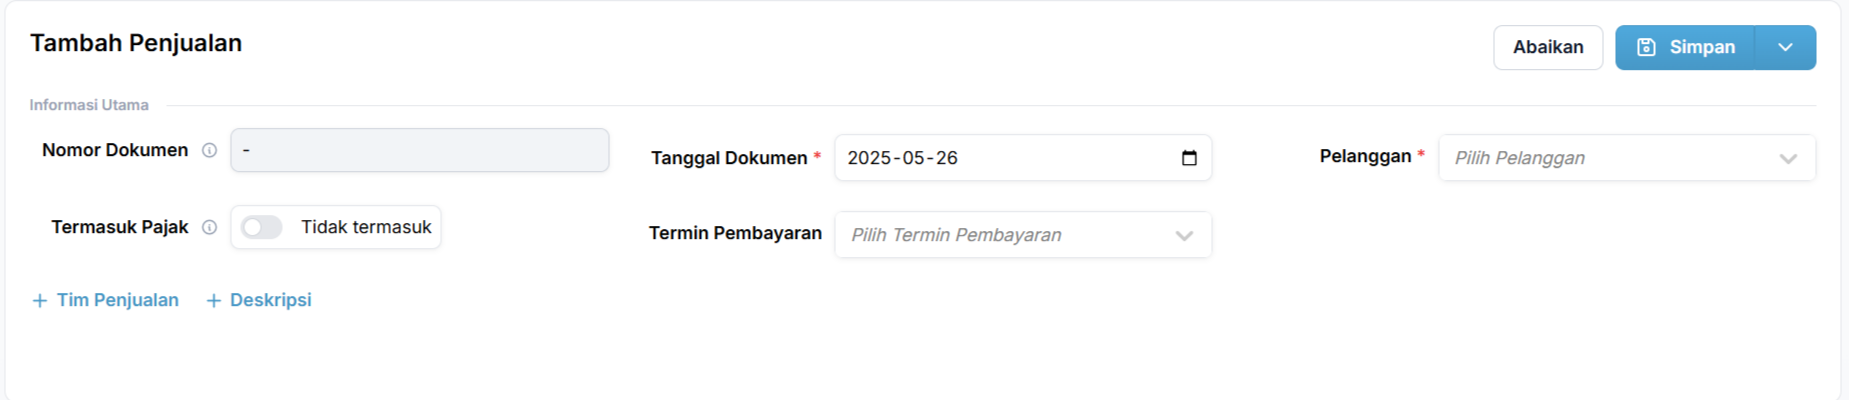 Tambah Penjualan
Abaikan
Simpan
Informasi Utama
Nomor Dokumen
-
Tanggal Dokumen *
2025-05-26
Pelanggan *
Pilih Pelanggan
Termasuk Pajak
Tidak termasuk
Termin Pembayaran
Pilih Termin Pembayaran
+ Tim Penjualan
+ Deskripsi